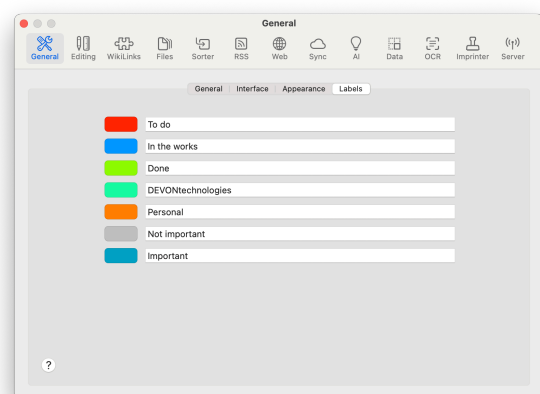 General
General Editing WikiLinks Files Sorter RSS Web Sync AI Data OCR Imprinter Server
General Interface Appearance Labels
To do
In the works
Done
DEVONtechnologies
Personal
Not important
Important
?